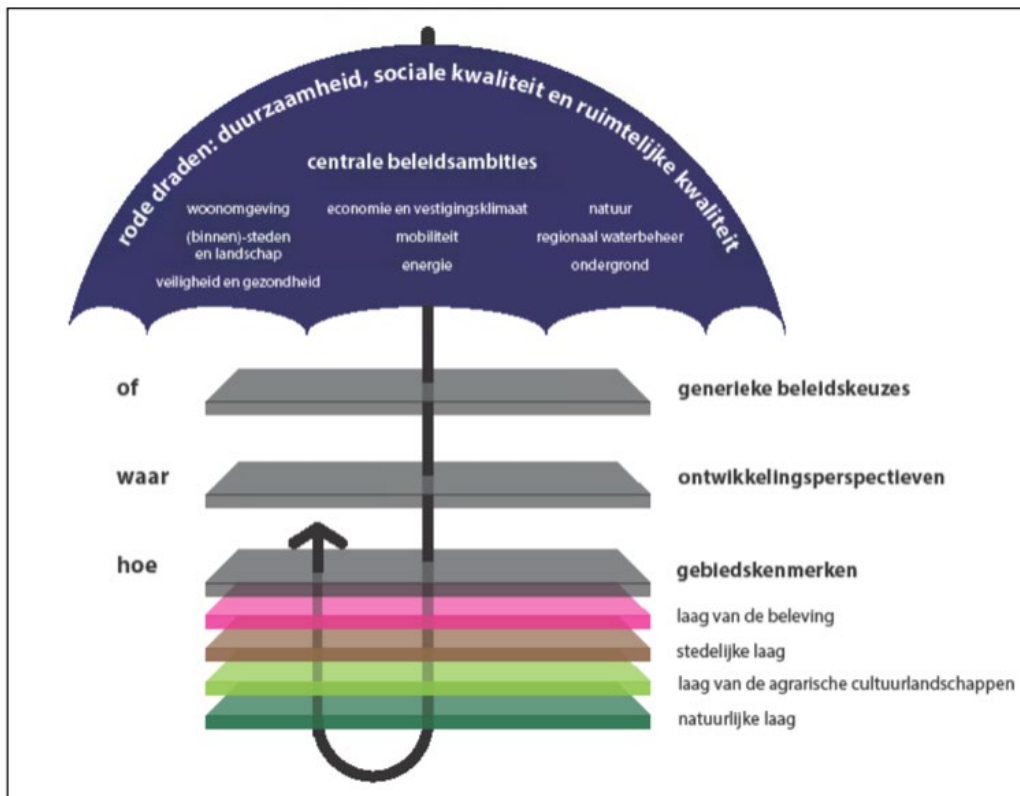 rode draden: duurzaamheid, sociale kwaliteit en ruimtelijke kwaliteit
centrale beleidsambities
woonomgeving
(binnen)-steden
en landschap
veiligheid en gezondheid
economie en vestigingsklimaat
mobiliteit
energie
natuur
regionaal waterbeheer
ondergrond
of
generieke beleidskeuzes
waar
ontwikkelingsperspectieven
hoe
gebiedskenmerken
laag van de beleving
stedelijke laag
laag van de agrarische cultuurlandschappen
natuurlijke laag